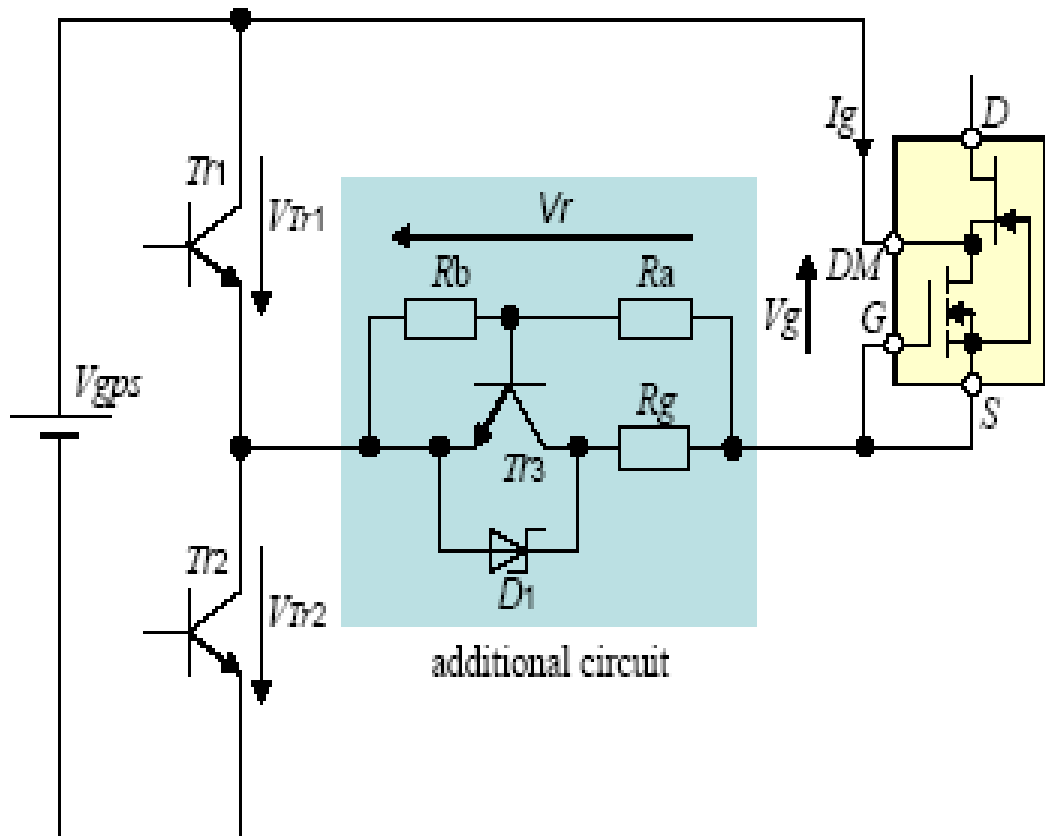 Ig
D
Tr1
VTr1
Vr
Rb
Ra
DM
Vg
G
Vgps
Rg
S
Tr3
Tr2
VTr2
D1
additional circuit